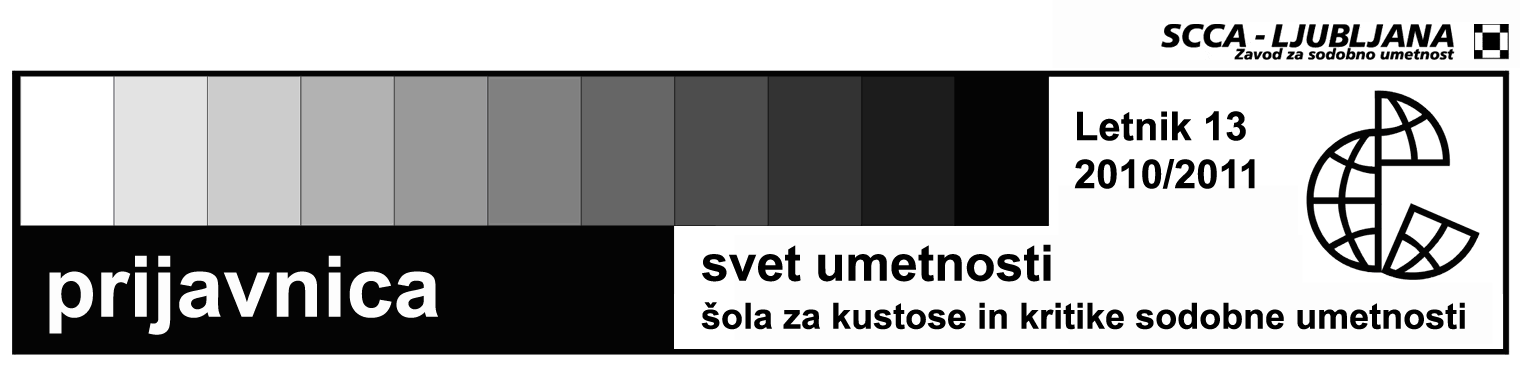 SCCA - LJUBLJANA
Zavod za sodobno umetnost
Letnik 13
2010/2011
prijavnica
svet umetnosti
šola za kustose in kritike sodobne umetnosti